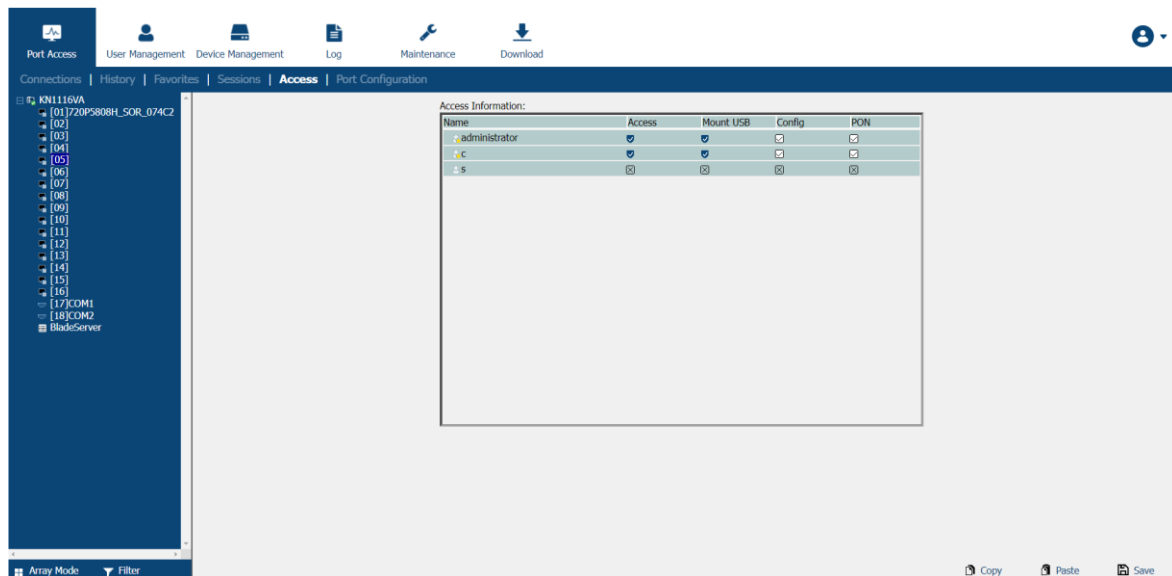 Port Access User Management Device Management Log Maintenance Download
Connections | History | Favorites | Sessions | Access | Port Configuration
KN1116VA
[01]720P5808H_SOR_074C2
[02]
[03]
[04]
[05]
[06]
[07]
[08]
[09]
[10]
[11]
[12]
[13]
[14]
[15]
[16]
[17]COM1
[18]COM2
BladeServer
Access Information:
Name Access Mount USB Config PON
administrator
c
s
Array Mode Filter
Copy Paste Save